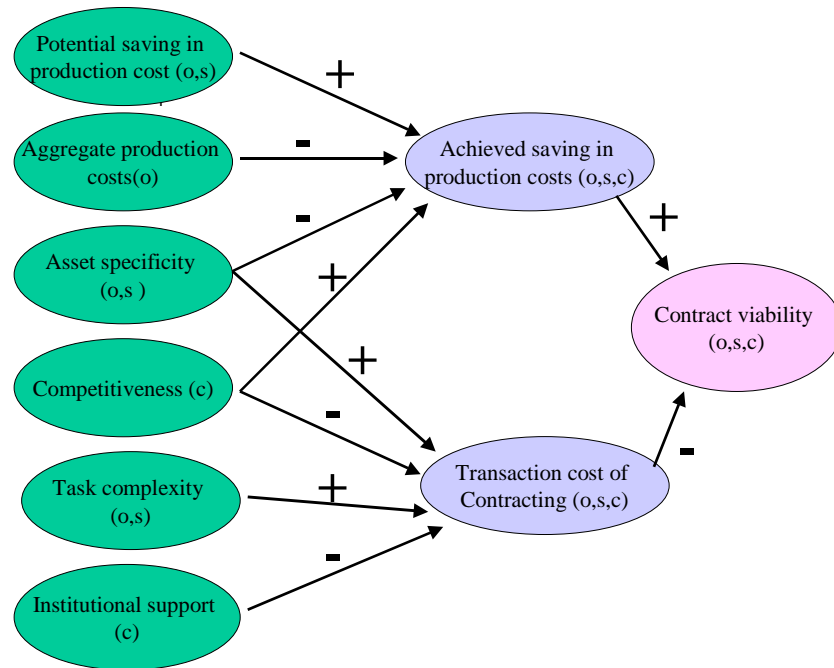 Potential saving in
production cost (o,s)
+
Aggregate production
costs(o)
-
Achieved saving in
production costs (o,s,c)
-
+
Asset specificity
(o,s )
+
Contract viability
(o,s,c)
+
Competitiveness (c)
-
-
Task complexity
(o,s)
+
Transaction cost of
Contracting (o,s,c)
-
Institutional support
(c)